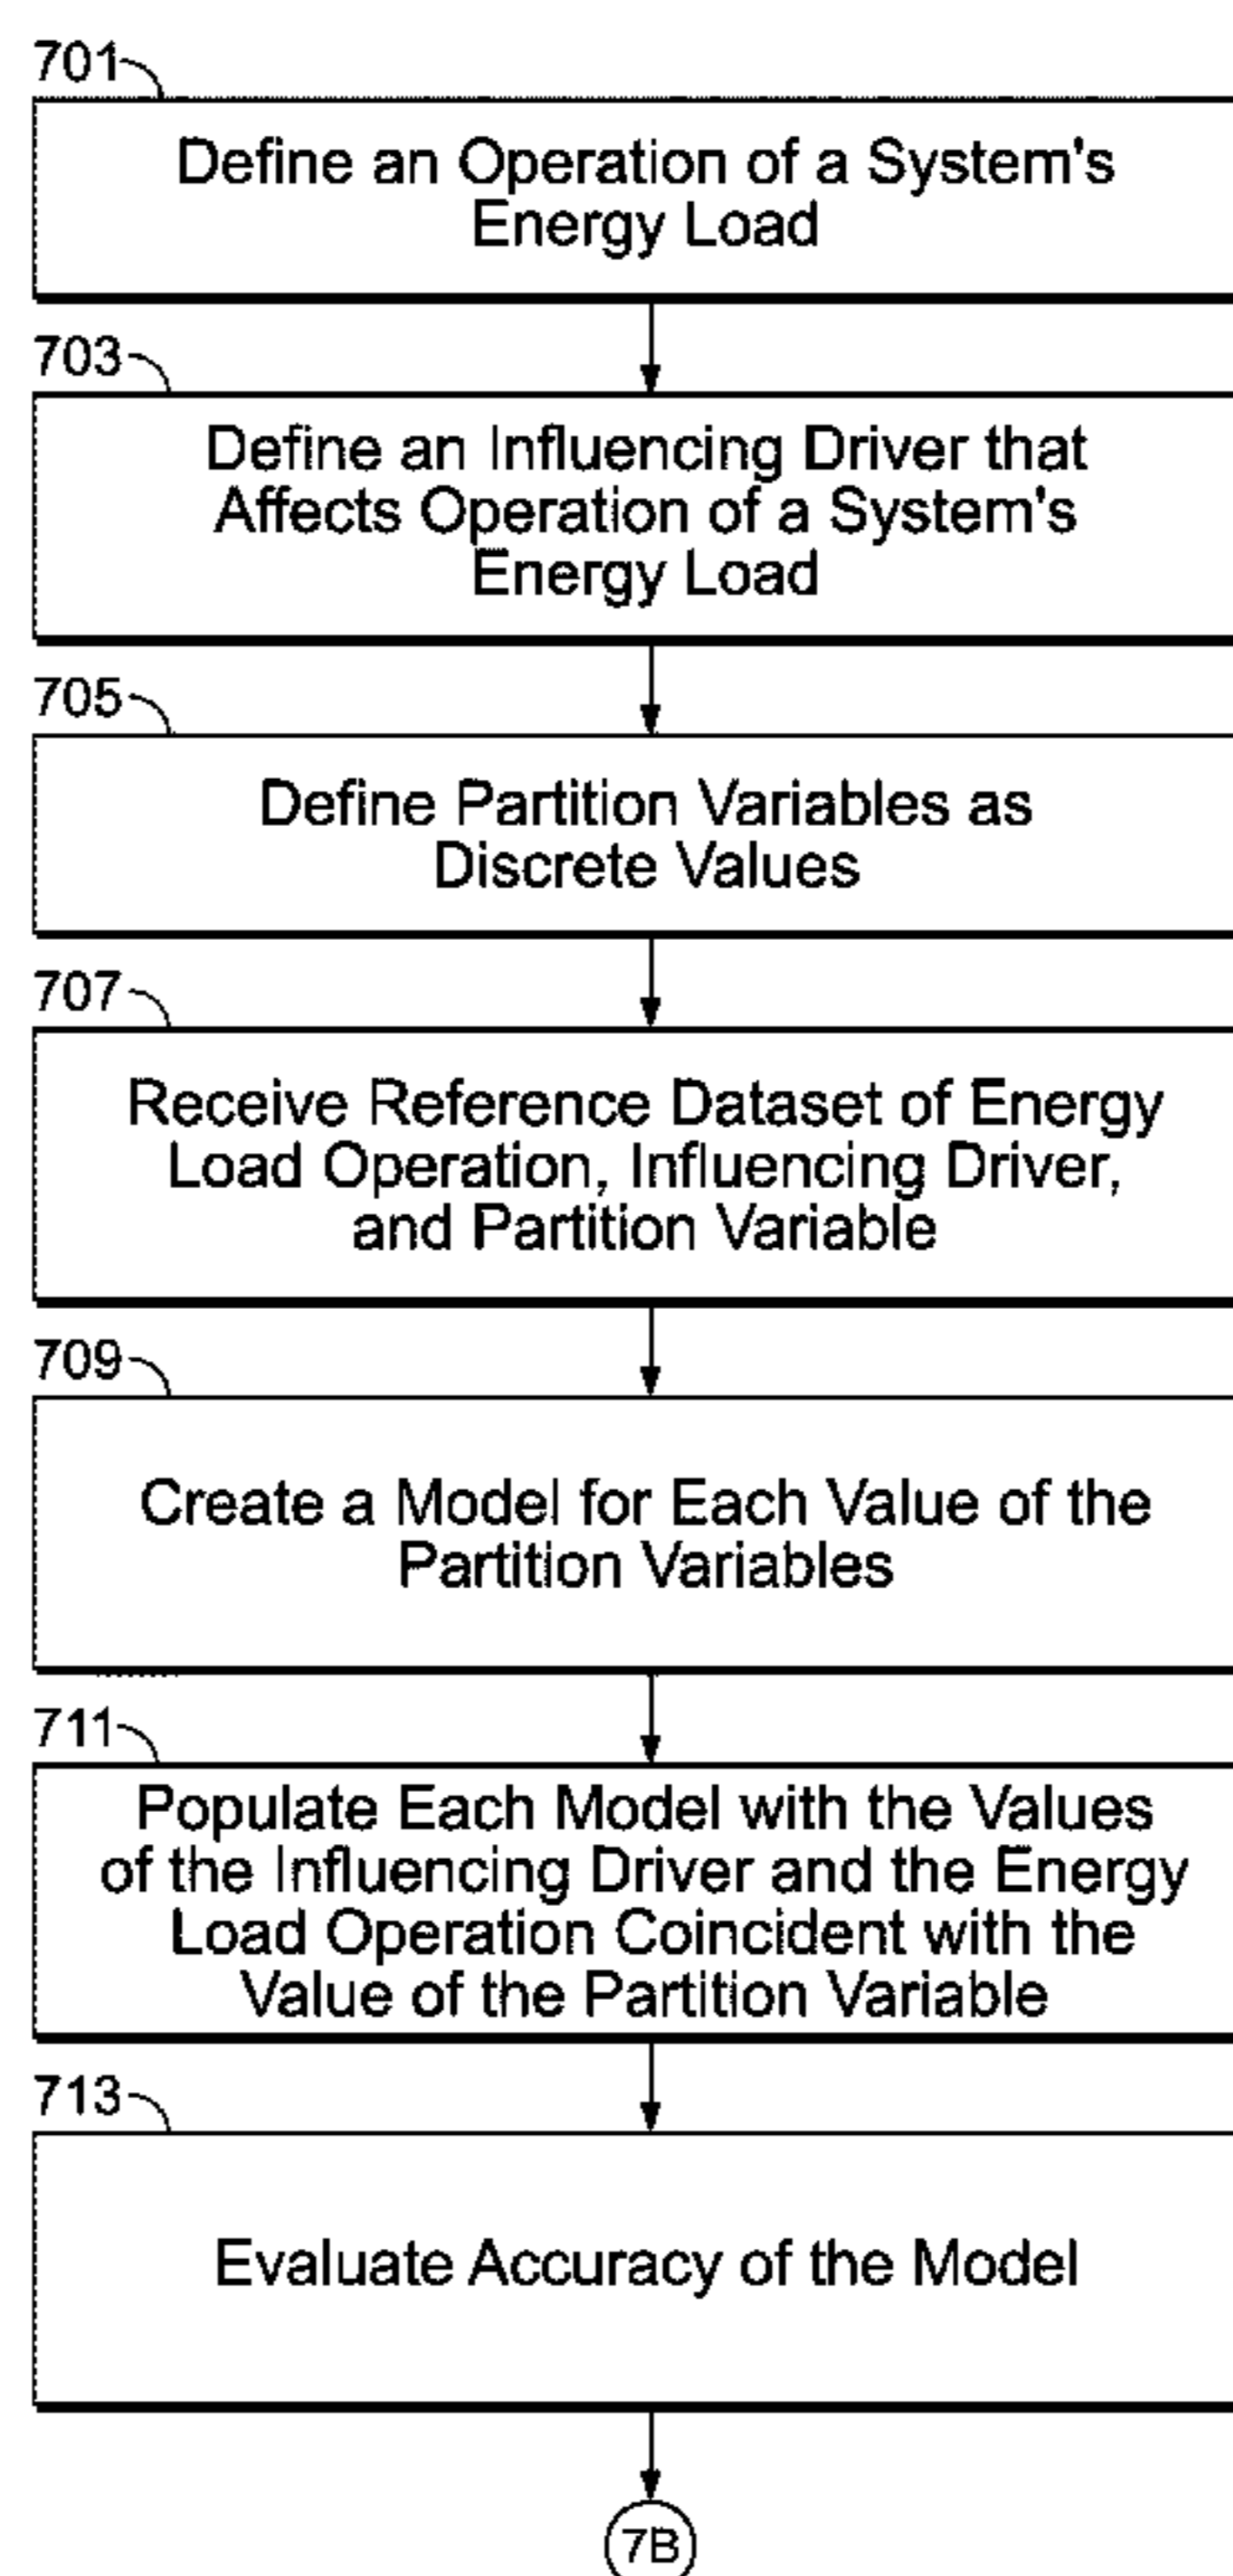 701
Define an Operation of a System's
Energy Load
703
Define an Influencing Driver that
Affects Operation of a System's
Energy Load
705
Define Partition Variables as
Discrete Values
707
Receive Reference Dataset of Energy
Load Operation, Influencing Driver,
and Partition Variable
709
Create a Model for Each Value of the
Partition Variables
711
Populate Each Model with the Values
of the Influencing Driver and the Energy
Load Operation Coincident with the
Value of the Partition Variable
713
Evaluate Accuracy of the Model
7B